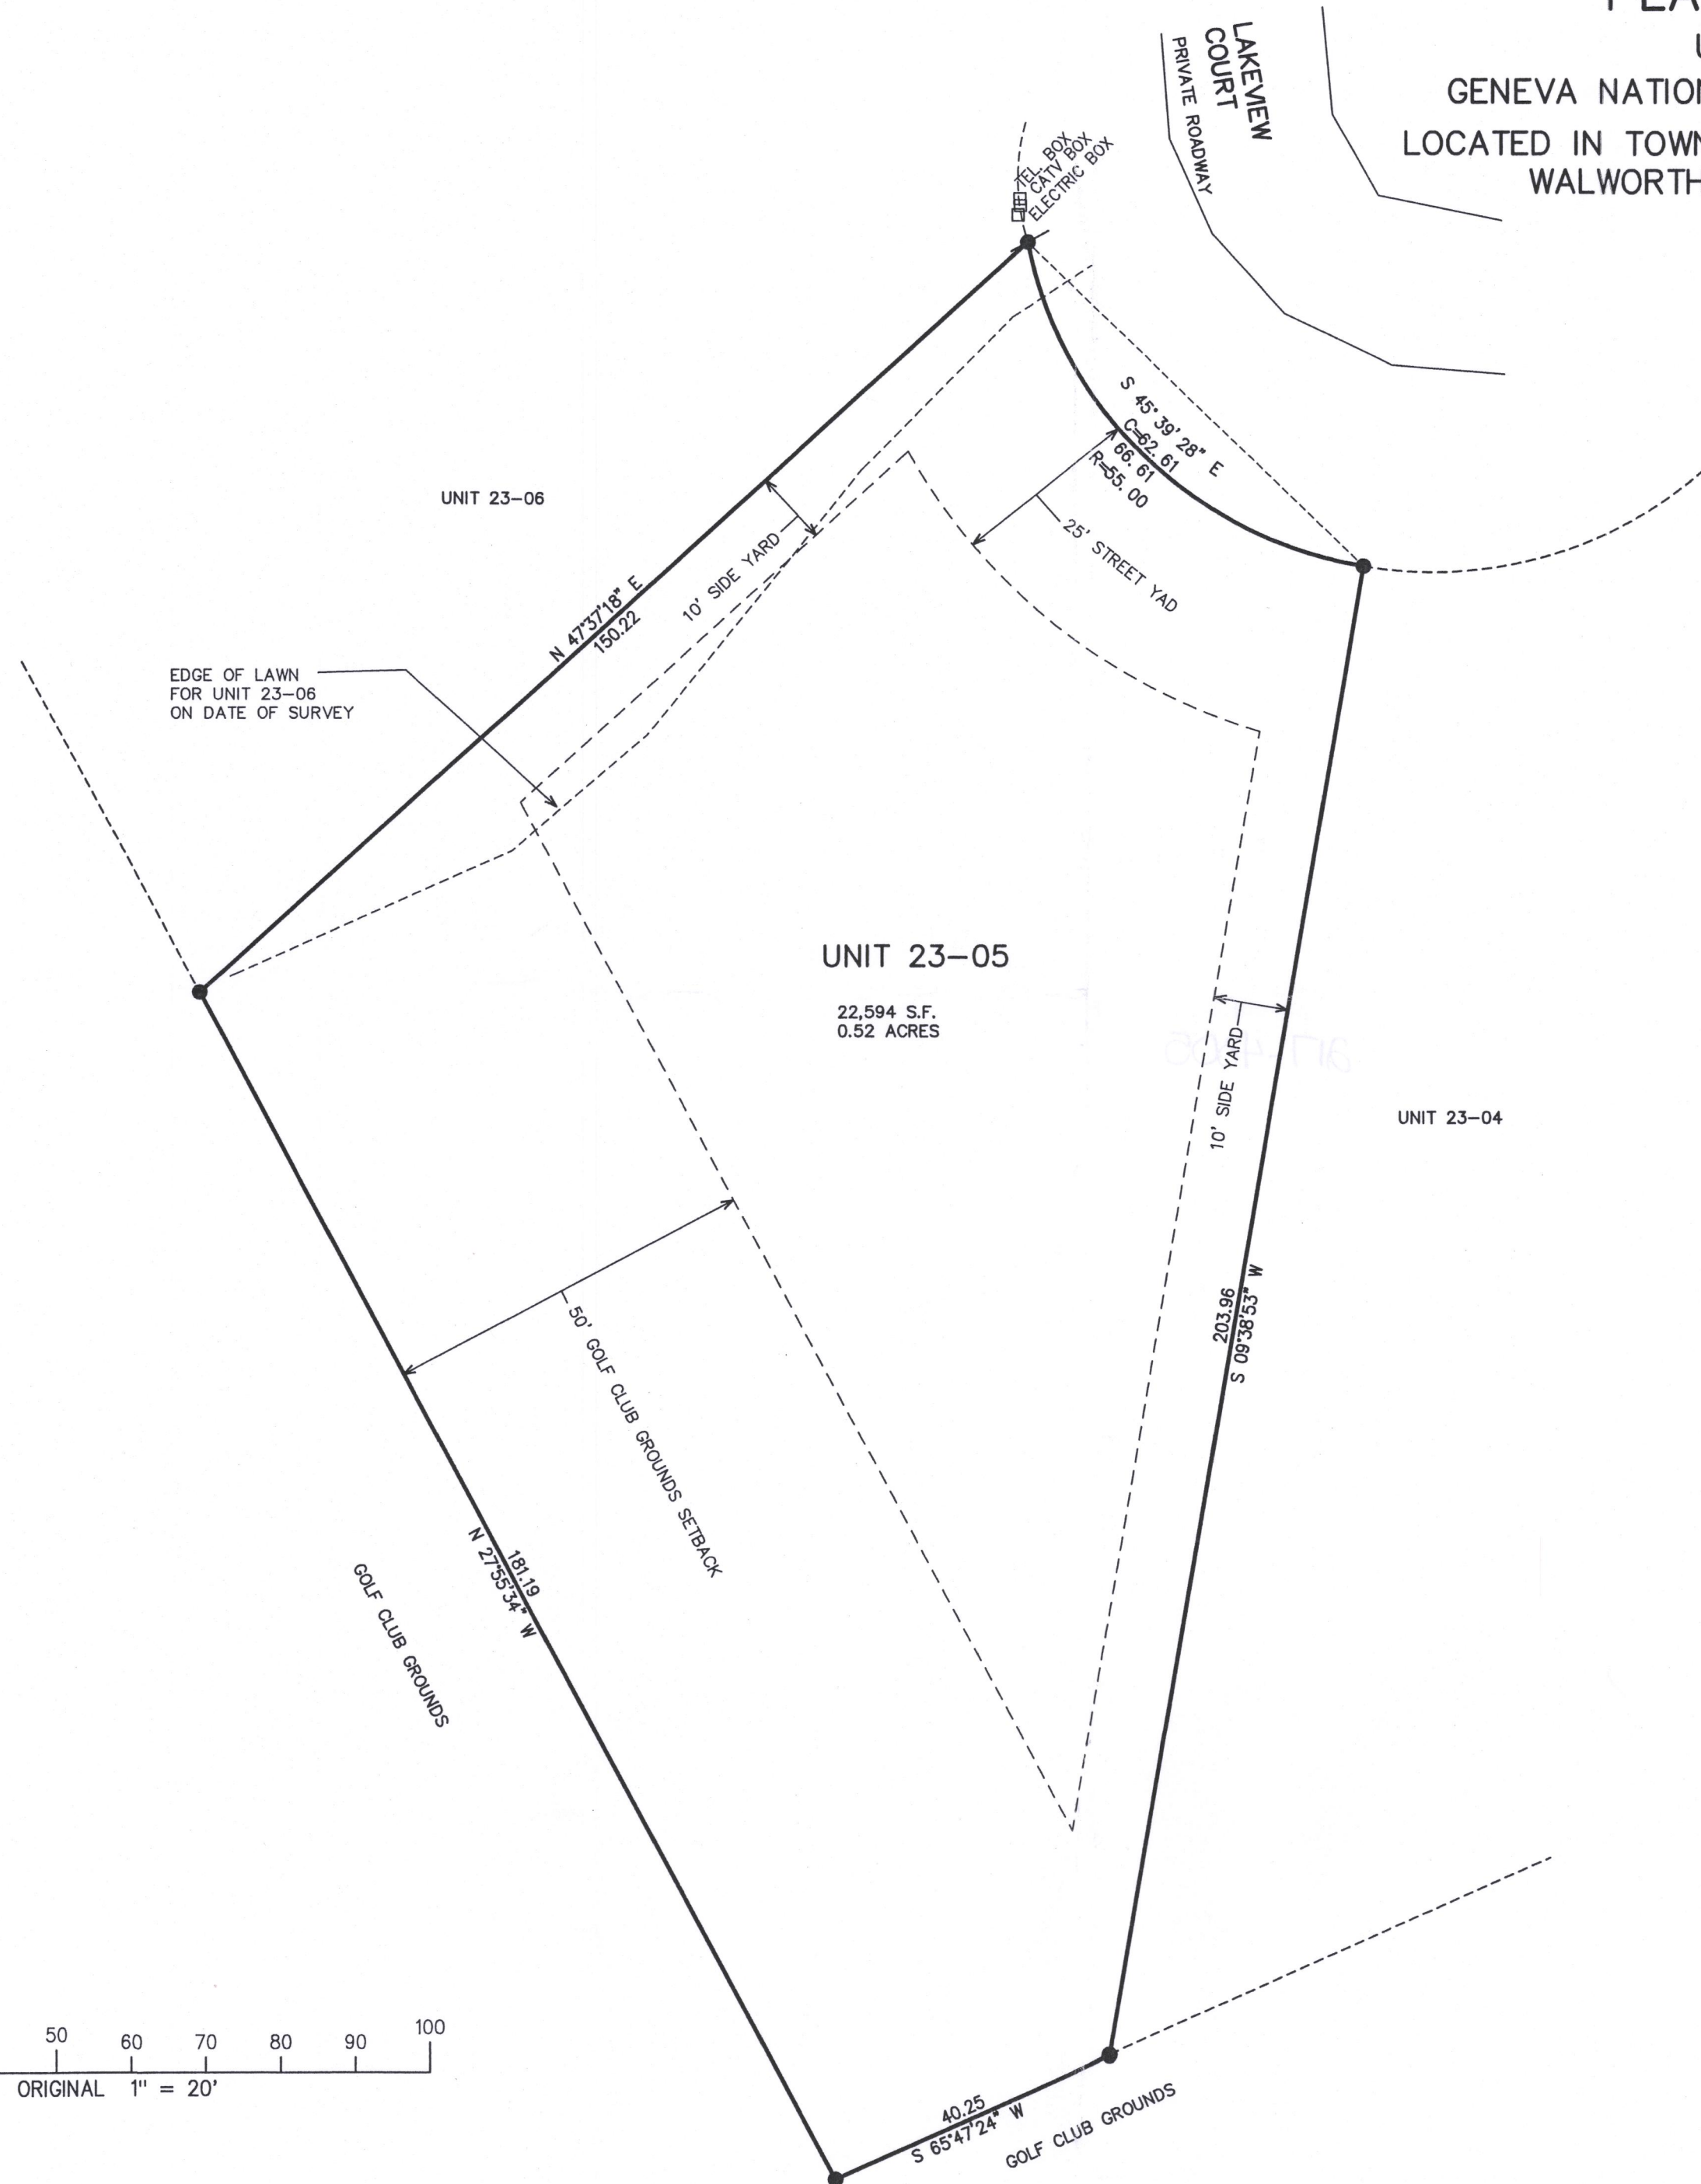 LAKEVIEW
COURT
PRIVATE ROADWAY
GENEVA NATION
LOCATED IN TOWN
WALWORTH
TEL. BOX
CATV BOX
ELECTRIC BOX
S 45°39'28" E
C=62.61
66.61
R=55.00
25' STREET YAD
UNIT 23-06
10' SIDE YARD
N 47°37'18" E
150.22
EDGE OF LAWN
FOR UNIT 23-06
ON DATE OF SURVEY
UNIT 23-05
22,594 S.F.
0.52 ACRES
10' SIDE YARD
UNIT 23-04
203.96
S 09°38'53" W
50' GOLF CLUB GROUNDS SETBACK
181.19
N 27°55'34" W
GOLF CLUB GROUNDS
50 60 70 80 90 100
ORIGINAL 1" = 20'
40.25
S 65°47'24" W
GOLF CLUB GROUNDS